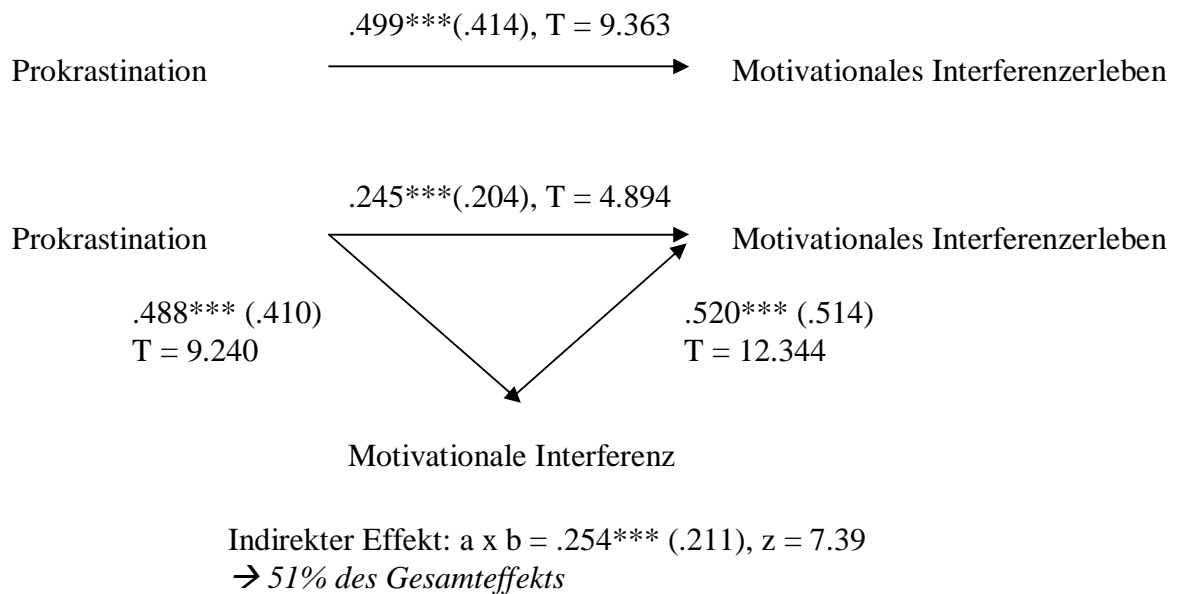 .499***(.414), T = 9.363
Prokrastination Motivationales Interferenzerleben
.245***(.204), T = 4.894
Prokrastination Motivationales Interferenzerleben
.488*** (.410) .520*** (.514)
T = 9.240 T = 12.344
Motivationale Interferenz
Indirekter Effekt: a x b = .254*** (.211), z = 7.39
→ 51% des Gesamteffekts